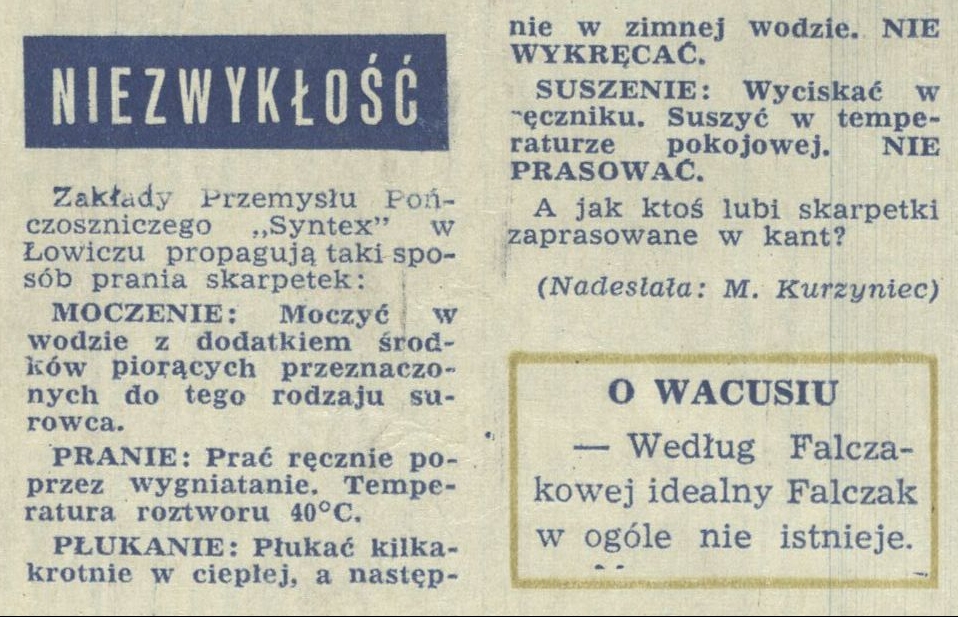 NIEZWYKŁOŚĆ
Zakłady Przemysłu Poń-
czoszniczego „Syntex” w
Łowiczu propagują taki spo-
sób prania skarpetek:
MOCZENIE: Moczyć w
wodzie z dodatkiem środ-
ków piorących przeznaczo-
nych do tego rodzaju su-
rowca.
PRANIE: Prać ręcznie po-
przez wygniatanie. Tempe-
ratura roztworu 40°C.
PŁUKANIE: Płukać kilka-
krotnie w ciepłej, a następ-
nie w zimnej wodzie. NIE
WYKRĘCAĆ.
SUSZENIE: Wyciskać w
ręczniku. Suszyć w tempe-
raturze pokojowej. NIE
PRASOWAĆ.
A jak ktoś lubi skarpetki
zaprasowane w kant?
(Nadesłała: M. Kurzyniec)
O WACUSIU
— Według Falcza-
kowej idealny Falczak
w ogóle nie istnieje.